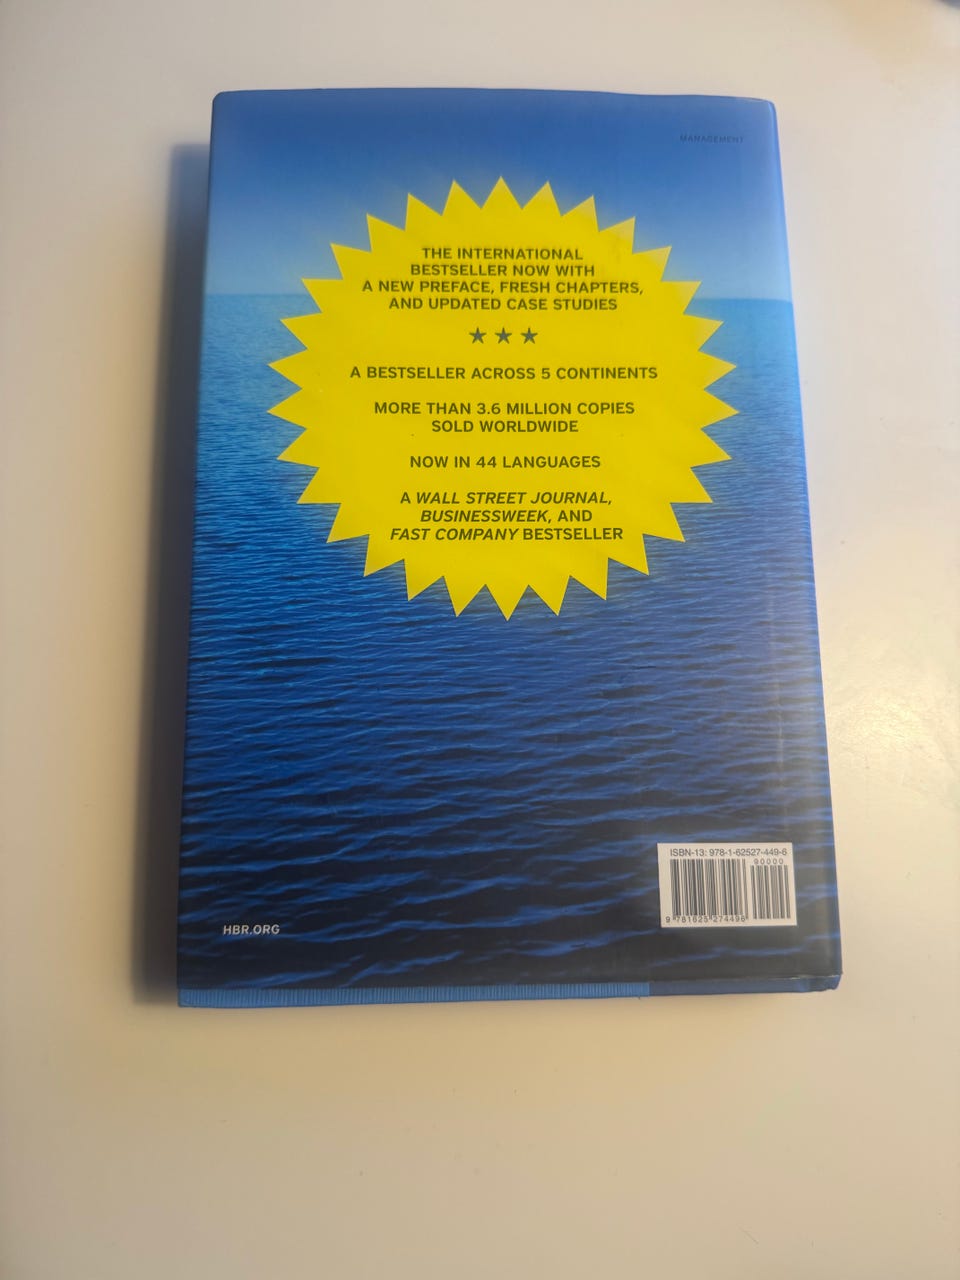 MANAGEMENT
THE INTERNATIONAL
BESTSELLER NOW WITH
A NEW PREFACE, FRESH CHAPTERS,
AND UPDATED CASE STUDIES
★ ★ ★
A BESTSELLER ACROSS 5 CONTINENTS
MORE THAN 3.6 MILLION COPIES
SOLD WORLDWIDE
NOW IN 44 LANGUAGES
A WALL STREET JOURNAL,
BUSINESSWEEK, AND
FAST COMPANY BESTSELLER
ISBN-13: 978-1-62527-449-6
90000
9 781625 274496
HBR.ORG